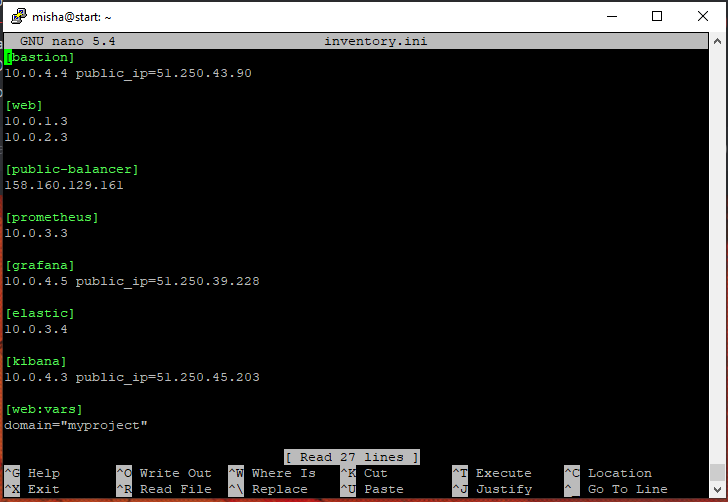 misha@start: ~
GNU nano 5.4 inventory.ini
[bastion]
10.0.4.4 public_ip=51.250.43.90
[web]
10.0.1.3
10.0.2.3
[public-balancer]
158.160.129.161
[prometheus]
10.0.3.3
[grafana]
10.0.4.5 public_ip=51.250.39.228
[elastic]
10.0.3.4
[kibana]
10.0.4.3 public_ip=51.250.45.203
[web:vars]
domain="myproject"
[ Read 27 lines ]
^G Help ^O Write Out ^W Where Is ^K Cut ^T Execute ^C Location
^X Exit ^R Read File ^\ Replace ^U Paste ^J Justify ^_ Go To Line